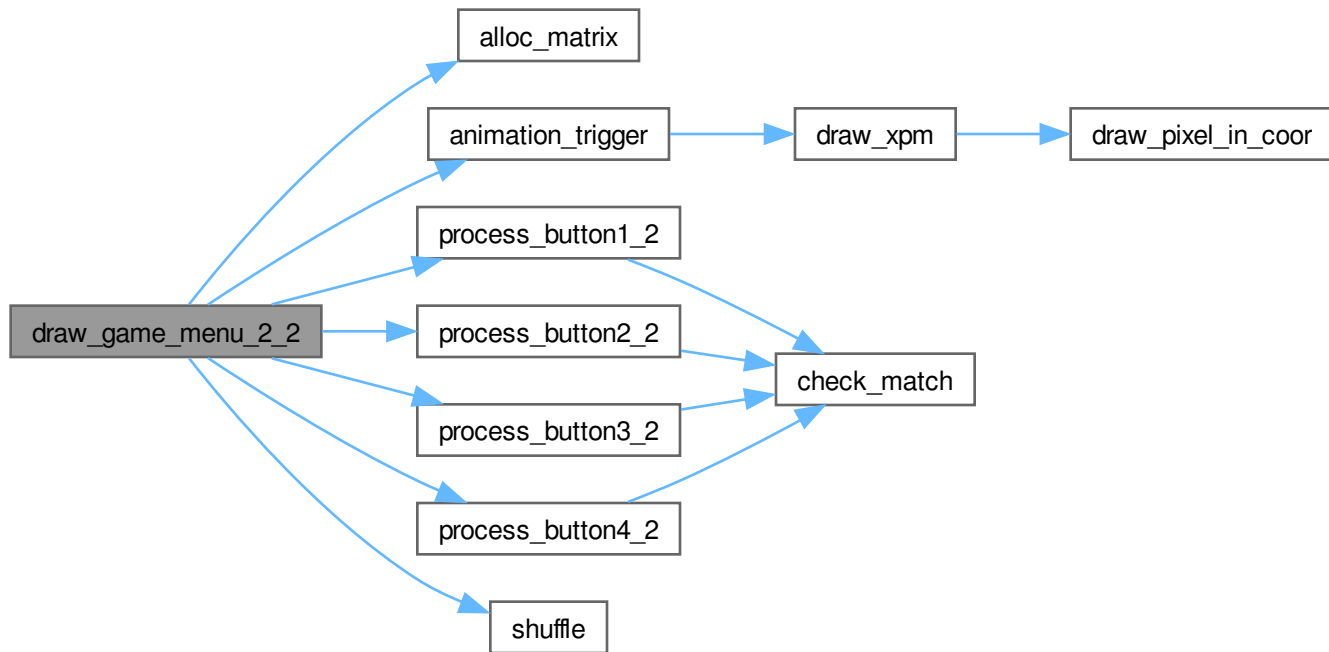 alloc_matrix
animation_trigger
draw_xpm
draw_pixel_in_coor
process_button1_2
draw_game_menu_2_2
process_button2_2
check_match
process_button3_2
process_button4_2
shuffle